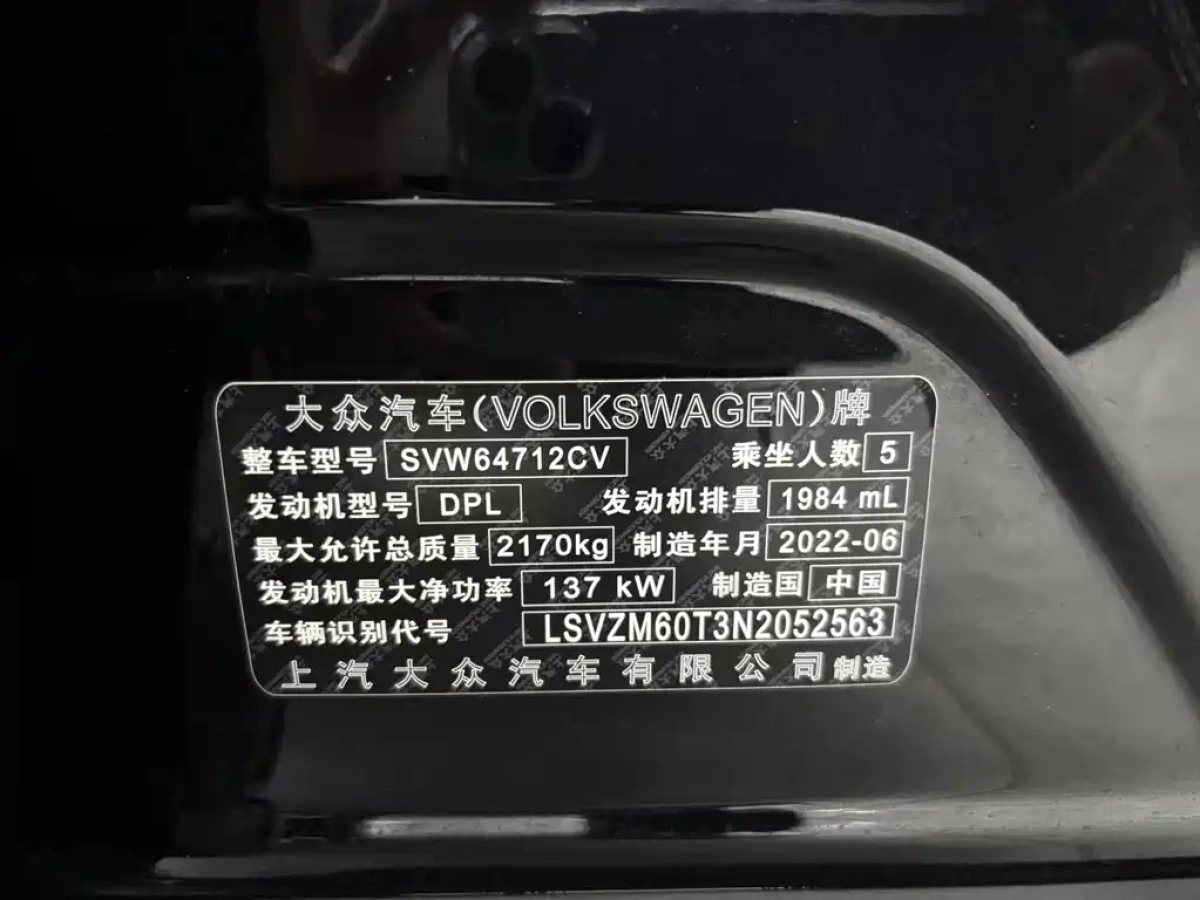 大众汽车(VOLKSWAGEN)牌
整车型号 SVW64712CV 乘坐人数 5
发动机型号 DPL 发动机排量 1984 mL
最大允许总质量 2170kg 制造年月 2022-06
发动机最大净功率 137 kW 制造国 中国
车辆识别代号 LSVZM60T3N2052563
上汽大众汽车有限公司制造